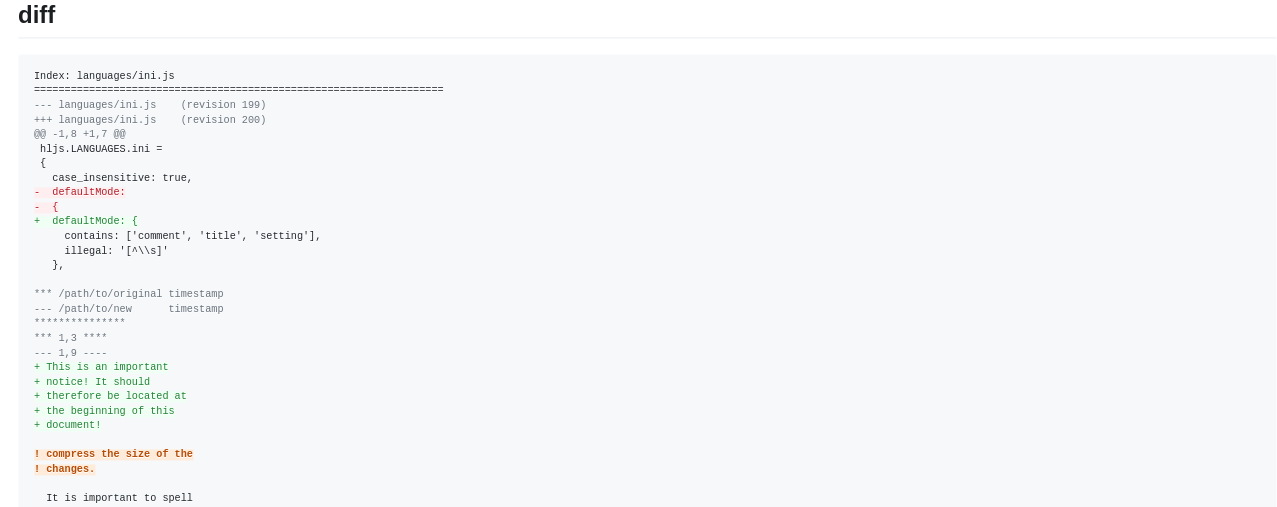 diff
Index: languages/ini.js
===================================================================
--- languages/ini.js    (revision 199)
+++ languages/ini.js    (revision 200)
@@ -1,8 +1,7 @@
 hljs.LANGUAGES.ini =
 {
   case_insensitive: true,
-  defaultMode:
-  {
+  defaultMode: {
     contains: ['comment', 'title', 'setting'],
     illegal: '[^\\s]'
   },

*** /path/to/original timestamp
--- /path/to/new      timestamp
***************
*** 1,3 ****
--- 1,9 ----
+ This is an important
+ notice! It should
+ therefore be located at
+ the beginning of this
+ document!

! compress the size of the
! changes.

  It is important to spell